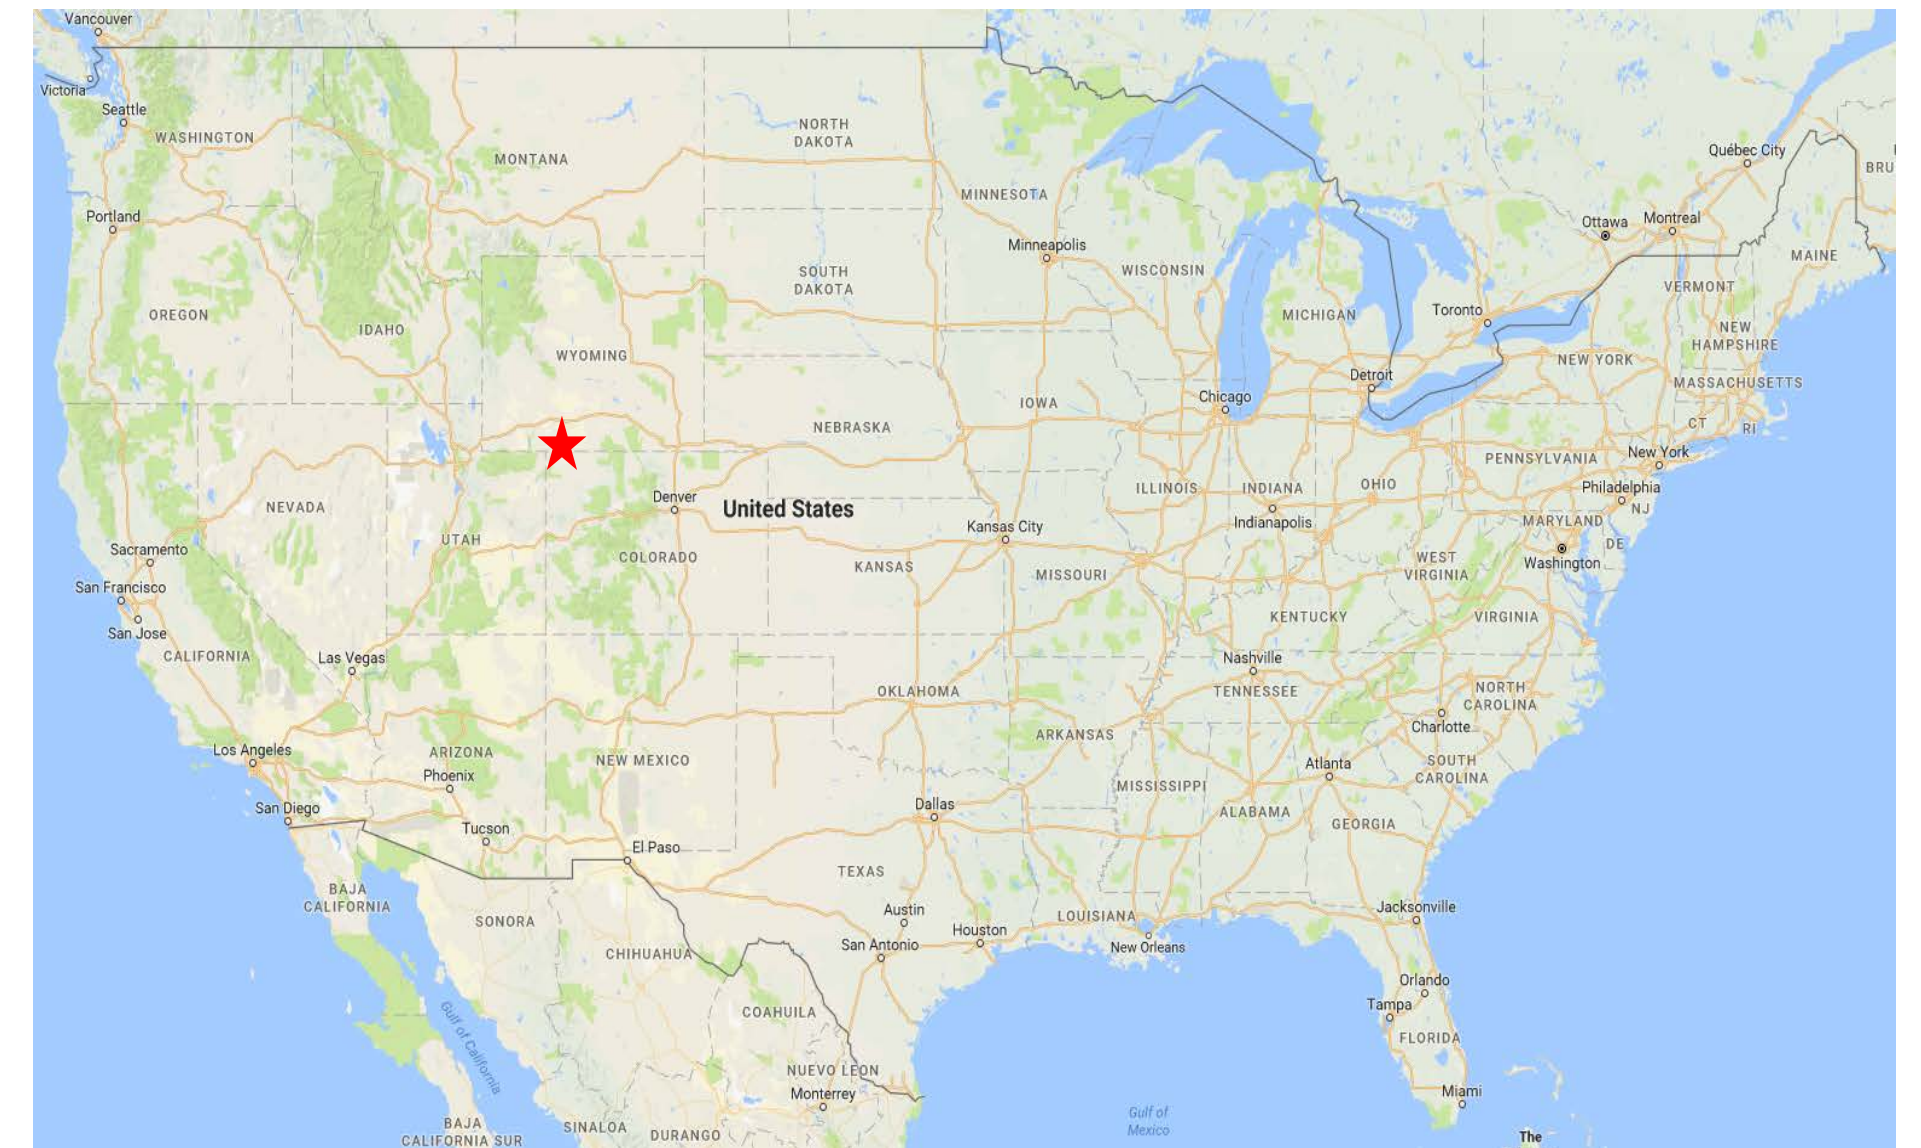 Vancouver
Victoria
Seattle
WASHINGTON
MONTANA
NORTH
DAKOTA
MINNESOTA
Québec City
BRU
Portland
Ottawa
Montreal
Minneapolis
WISCONSIN
MAINE
SOUTH
DAKOTA
VERMONT
OREGON
IDAHO
MICHIGAN
Toronto
NEW
HAMPSHIRE
WYOMING
NEW YORK
Detroit
MASSACHUSETTS
Chicago
IOWA
NEBRASKA
CT
RI
New York
PENNSYLVANIA
Denver
United States
ILLINOIS
INDIANA
OHIO
Philadelphia
NJ
NEVADA
Kansas City
Indianapolis
MARYLAND
UTAH
DE
Sacramento
COLORADO
KANSAS
MISSOURI
WEST
VIRGINIA
Washington
San Francisco
KENTUCKY
VIRGINIA
San Jose
CALIFORNIA
Las Vegas
Nashville
OKLAHOMA
TENNESSEE
NORTH
CAROLINA
Charlotte
Los Angeles
ARIZONA
NEW MEXICO
ARKANSAS
Phoenix
Atlanta
SOUTH
CAROLINA
MISSISSIPPI
San Diego
Dallas
ALABAMA
GEORGIA
Tucson
El Paso
TEXAS
BAJA
CALIFORNIA
SONORA
Austin
LOUISIANA
Jacksonville
CHIHUAHUA
San Antonio
Houston
New Orleans
Orlando
Tampa
COAHUILA
Gulf of California
FLORIDA
NUEVO LEON
Monterrey
Miami
Gulf of
Mexico
BAJA
CALIFORNIA SUR
SINALOA
DURANGO
The